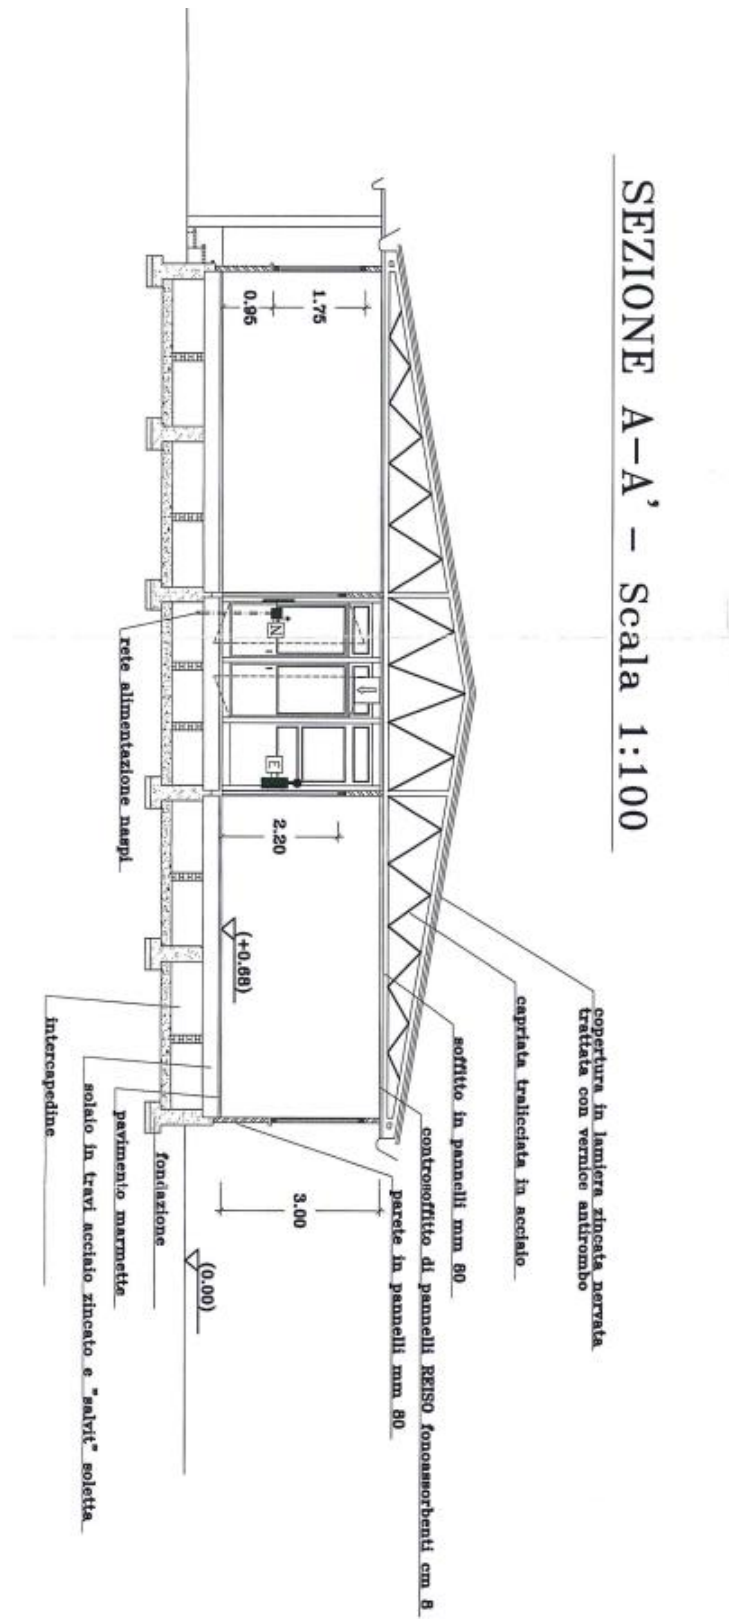 SEZIONE A-A' - Scala 1:100
copertura in lamiera zincata nervata
trattata con vernice antirombo
capriata tralicciata in acciaio
soffitto in pannelli mm 80
controsoffitto di pannelli REI80 fonoassorbenti cm 8
parete in pannelli mm 80
1.75
0.95
N
E
2.20
(+0.68)
3.00
(0.00)
rete alimentazione naspi
fondazione
pavimento marmette
solaio in travi acciaio zincato e "salvit" soletta
intercapedine